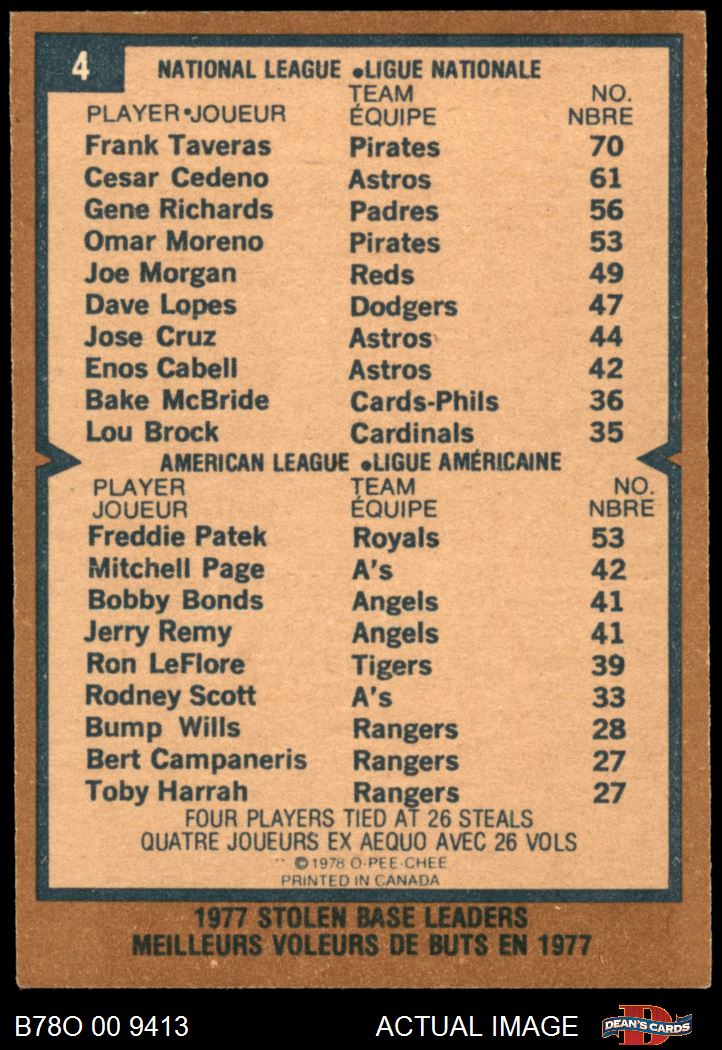 4
NATIONAL LEAGUE •LIGUE NATIONALE
PLAYER•JOUEUR TEAM ÉQUIPE NO. NBRE
Frank Taveras Pirates 70
Cesar Cedeno Astros 61
Gene Richards Padres 56
Omar Moreno Pirates 53
Joe Morgan Reds 49
Dave Lopes Dodgers 47
Jose Cruz Astros 44
Enos Cabell Astros 42
Bake McBride Cards-Phils 36
Lou Brock Cardinals 35
AMERICAN LEAGUE •LIGUE AMÉRICAINE
PLAYER TEAM NO.
JOUEUR ÉQUIPE NBRE
Freddie Patek Royals 53
Mitchell Page A's 42
Bobby Bonds Angels 41
Jerry Remy Angels 41
Ron LeFlore Tigers 39
Rodney Scott A's 33
Bump Wills Rangers 28
Bert Campaneris Rangers 27
Toby Harrah Rangers 27
FOUR PLAYERS TIED AT 26 STEALS
QUATRE JOUEURS EX AEQUO AVEC 26 VOLS
©1978 O-PEE-CHEE
PRINTED IN CANADA
1977 STOLEN BASE LEADERS
MEILLEURS VOLEURS DE BUTS EN 1977
B78O 00 9413 ACTUAL IMAGE D DEAN'S CARDS